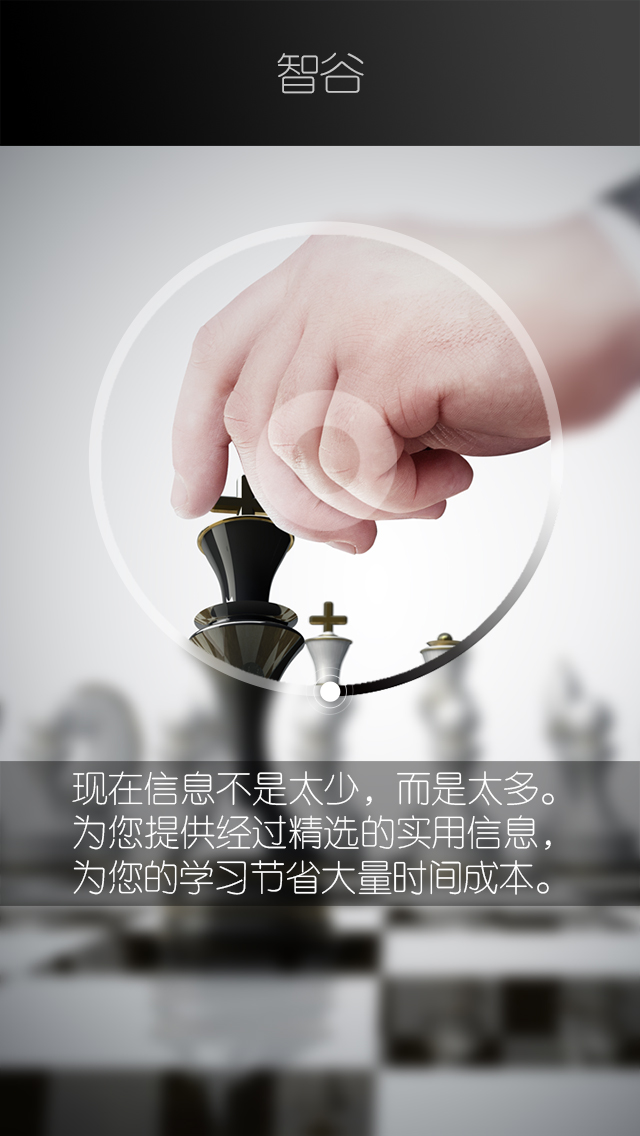 智谷
现在信息不是太少，而是太多。
为您提供经过精选的实用信息，
为您的学习节省大量时间成本。